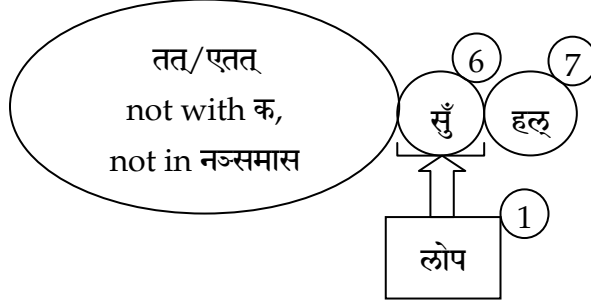 तत्/एतत्
not with क,
not in नञ्समास
सुँ
6
हल्
7
लोप
1